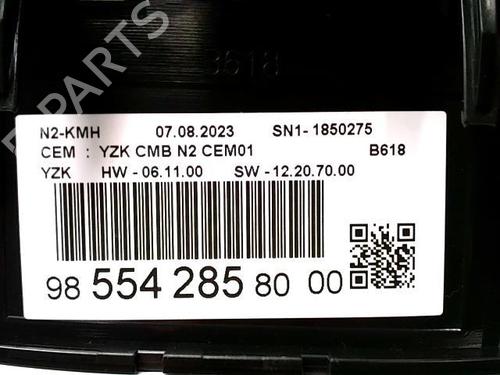 B618
N2-KMH 07.08.2023 SN1- 1850275
CEM : YZK CMB N2 CEM01 B618
YZK HW - 06.11.00 SW - 12.20.70.00
98 554 285 80 00
PARTS